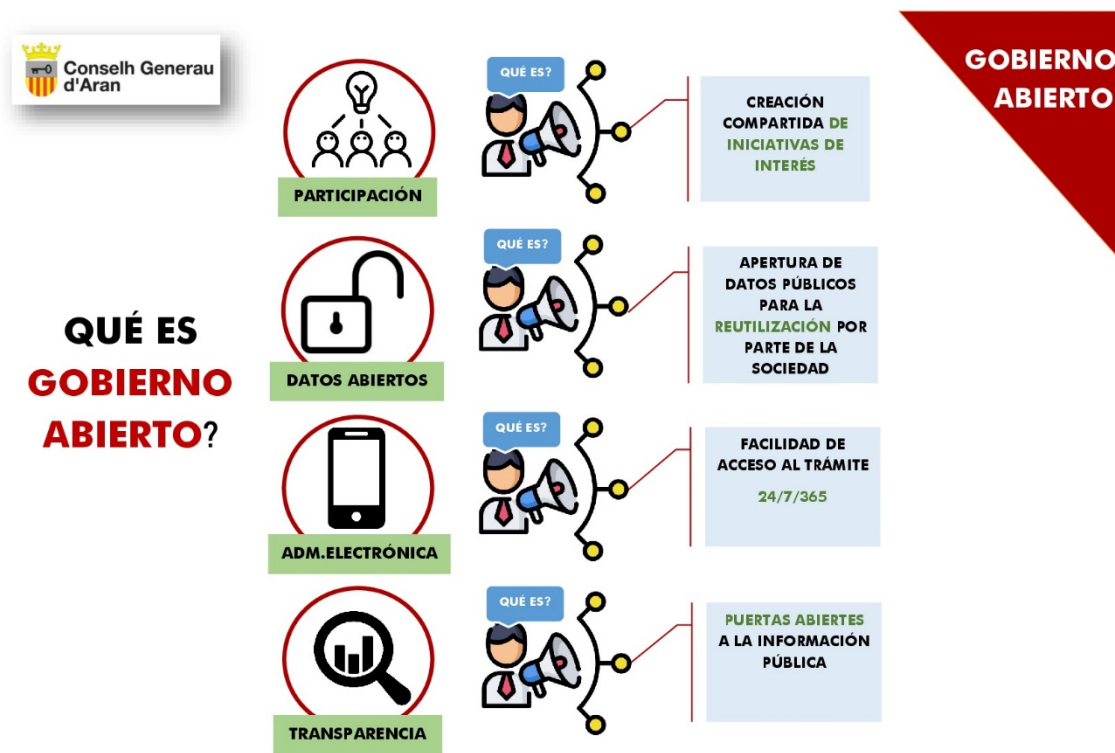 Conselh Generau
d'Aran
GOBIERNO
ABIERTO
QUÉ ES
GOBIERNO
ABIERTO?
PARTICIPACIÓN
QUÉ ES?
CREACIÓN
COMPARTIDA DE
INICIATIVAS DE
INTERÉS
DATOS ABIERTOS
QUÉ ES?
APERTURA DE
DATOS PÚBLICOS
PARA LA
REUTILIZACIÓN POR
PARTE DE LA
SOCIEDAD
ADM.ELECTRÓNICA
QUÉ ES?
FACILIDAD DE
ACCESO AL TRÁMITE
24/7/365
TRANSPARENCIA
QUÉ ES?
PUERTAS ABIERTES
A LA INFORMACIÓN
PÚBLICA